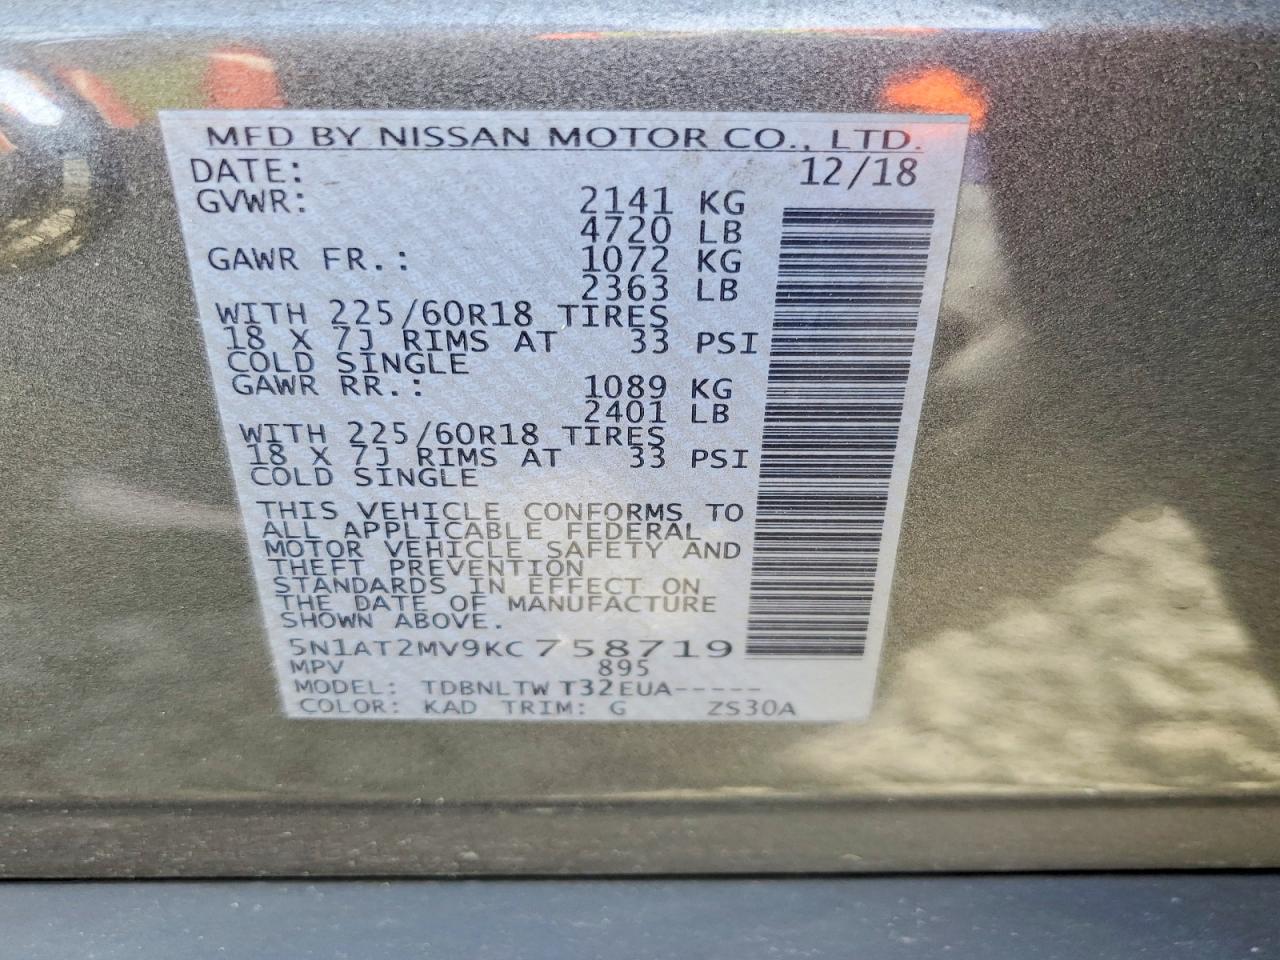 MFD BY NISSAN MOTOR CO., LTD.
DATE: 12/18
GVWR: 2141 KG
4720 LB
GAWR FR.: 1072 KG
2363 LB
WITH 225/60R18 TIRES
18 X 7J RIMS AT 33 PSI
COLD SINGLE
GAWR RR.: 1089 KG
2401 LB
WITH 225/60R18 TIRES
18 X 7J RIMS AT 33 PSI
COLD SINGLE
THIS VEHICLE CONFORMS TO
ALL APPLICABLE FEDERAL
MOTOR VEHICLE SAFETY AND
THEFT PREVENTION
STANDARDS IN EFFECT ON
THE DATE OF MANUFACTURE
SHOWN ABOVE.
5N1AT2MV9KC758719
MPV 895
MODEL: TDBNLTW T32EUA-----
COLOR: KAD TRIM: G ZS30A